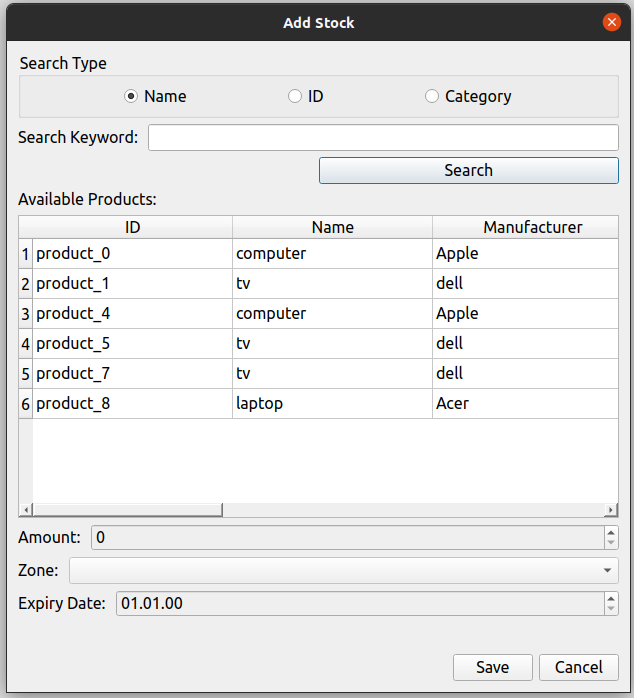 Add Stock
Search Type
Name ID Category
Search Keyword:
Search
Available Products:
ID Name Manufacturer
1 product_0 computer Apple
2 product_1 tv dell
3 product_4 computer Apple
4 product_5 tv dell
5 product_7 tv dell
6 product_8 laptop Acer
Amount: 0
Zone:
Expiry Date: 01.01.00
Save Cancel